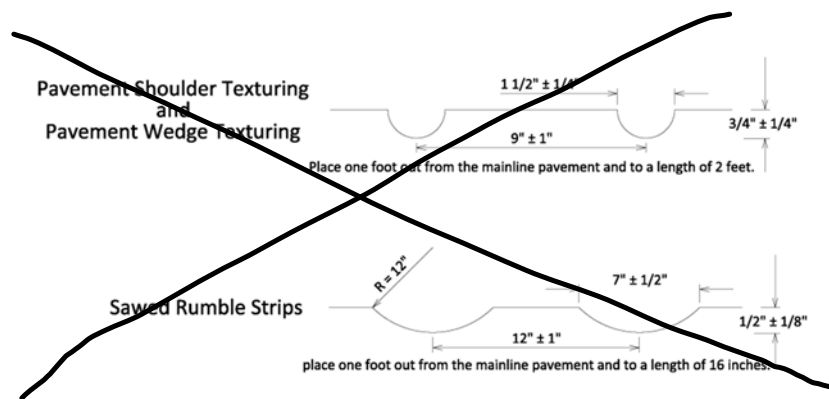 Pavement Shoulder Texturing
and
Pavement Wedge Texturing
1 1/2" ± 1/4"
3/4" ± 1/4"
9" ± 1"
Place one foot out from the mainline pavement and to a length of 2 feet.
R = 12"
7" ± 1/2"
Sawed Rumble Strips
1/2" ± 1/8"
12" ± 1"
place one foot out from the mainline pavement and to a length of 16 inches.